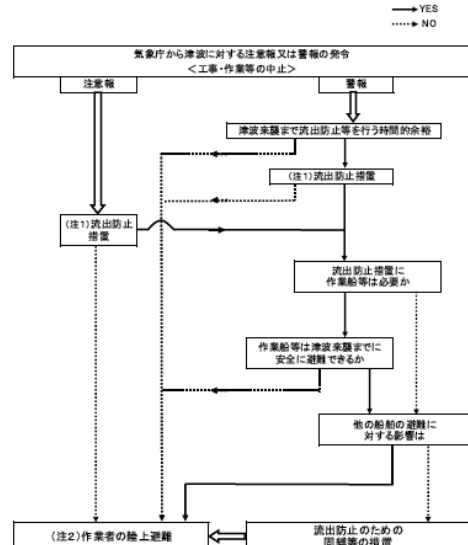 YES
NO
気象庁から津波に対する注意報又は警報の発令
<工事・作業等の中止>
注意報
警報
津波来襲まで流出防止等を行う時間的余裕
(注1)流出防止措置
(注1)流出防止
措置
流出防止措置に
作業船等は必要か
作業船等は津波来襲までに
安全に避難できるか
他の船舶の避難に
対する影響は
(注2)作業者の陸上避難
流出防止のための
固縛等の措置